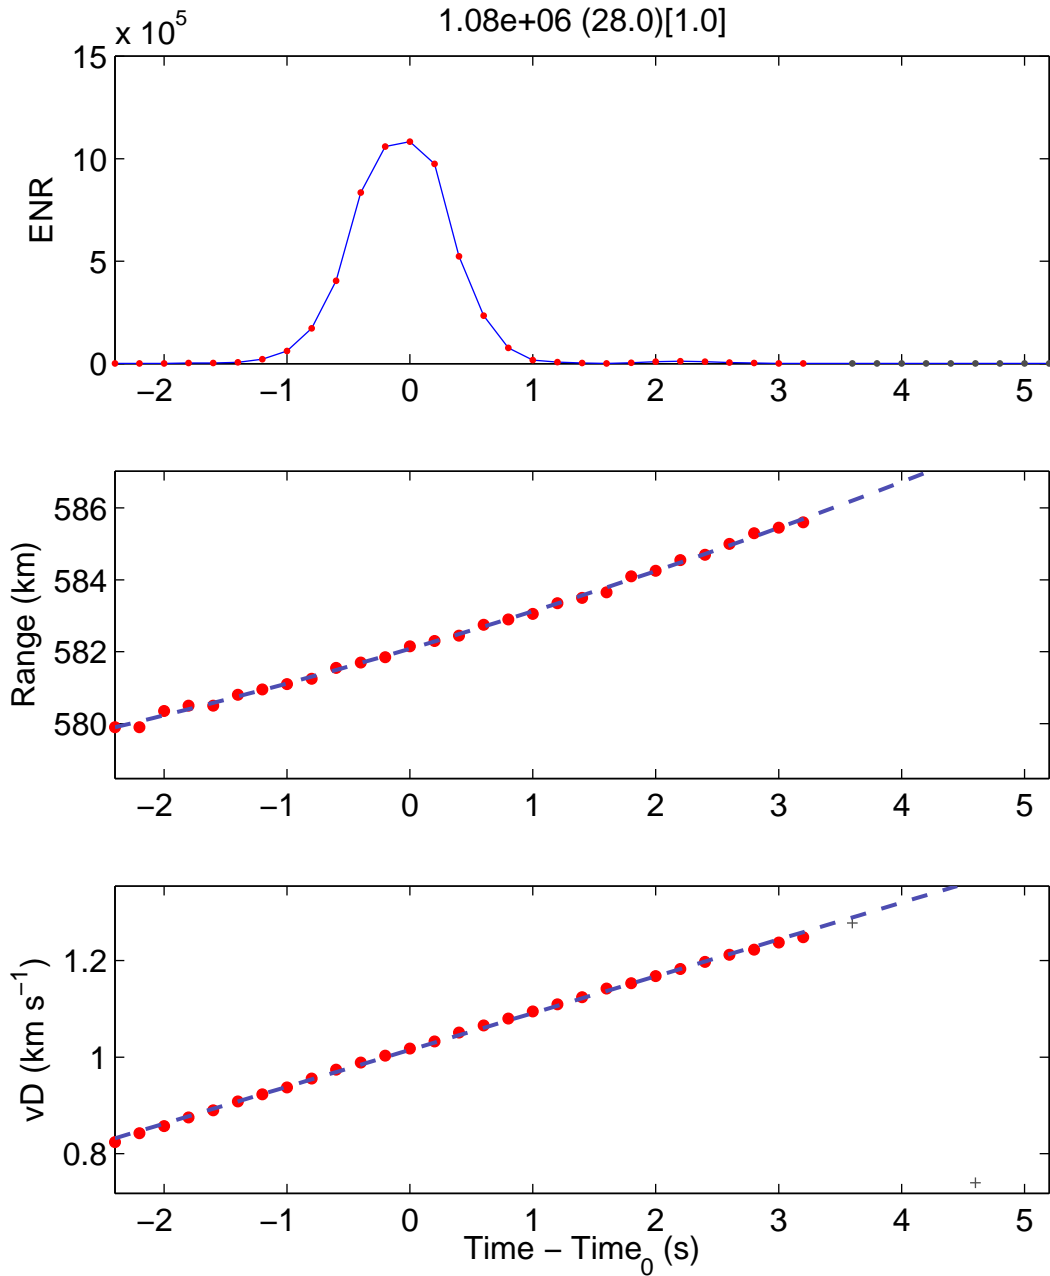 1.08e+06 (28.0)[1.0]
x 10^5
15
10
5
0
ENR
−2 −1 0 1 2 3 4 5
586
584
582
580
Range (km)
−2 −1 0 1 2 3 4 5
1.2
1
0.8
vD (km s^−1)
−2 −1 0 1 2 3 4 5
Time − Time_0 (s)